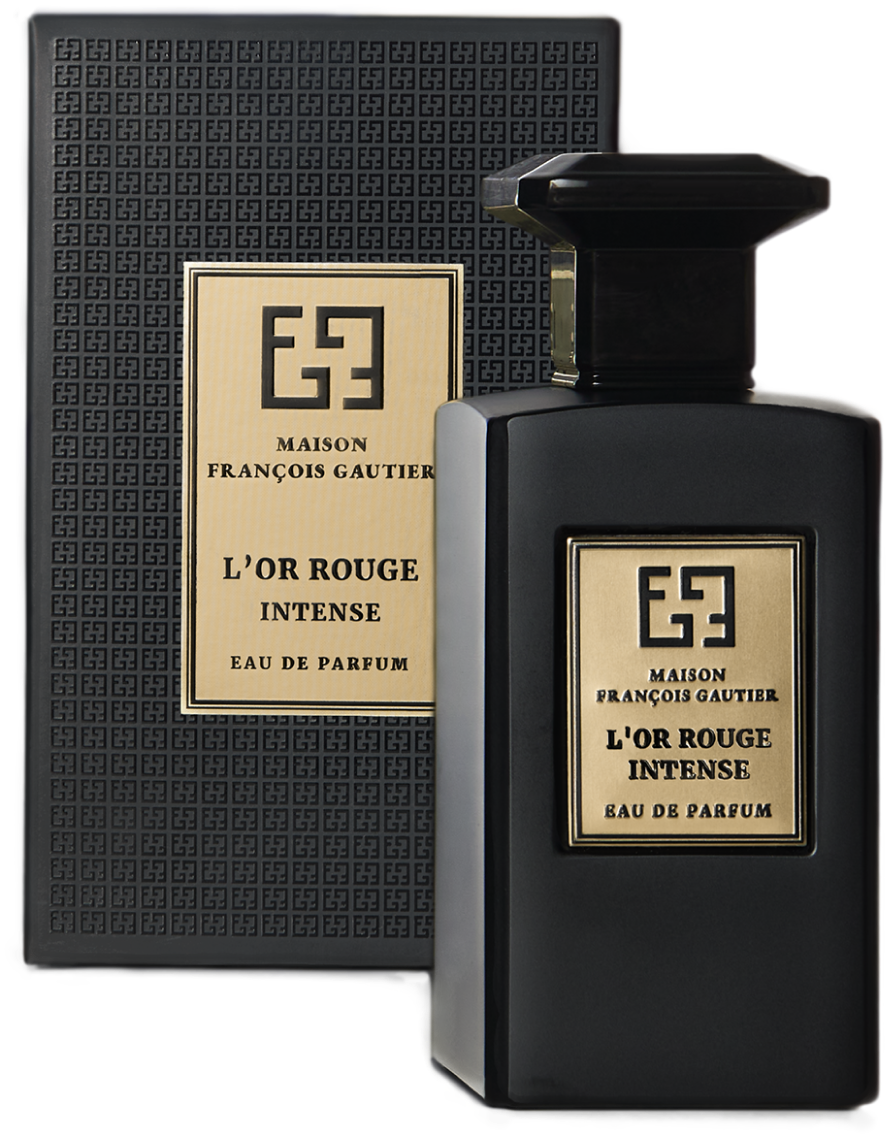 MAISON
FRANÇOIS GAUTIER
L’OR ROUGE
INTENSE
EAU DE PARFUM
MAISON
FRANÇOIS GAUTIER
L'OR ROUGE
INTENSE
EAU DE PARFUM